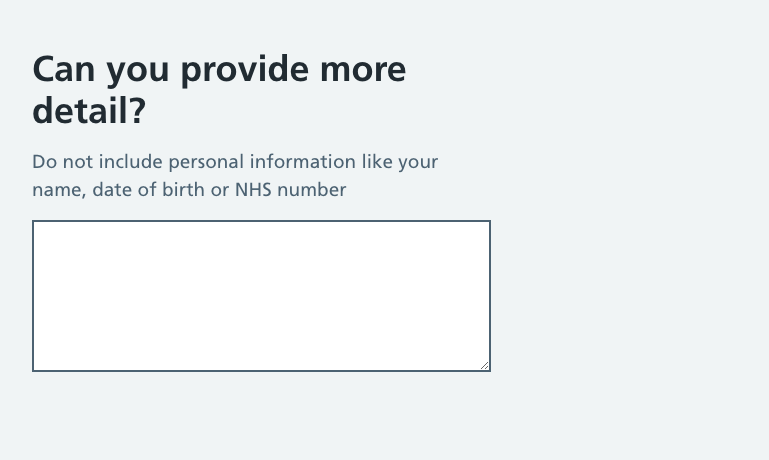 Can you provide more
detail?
Do not include personal information like your
name, date of birth or NHS number